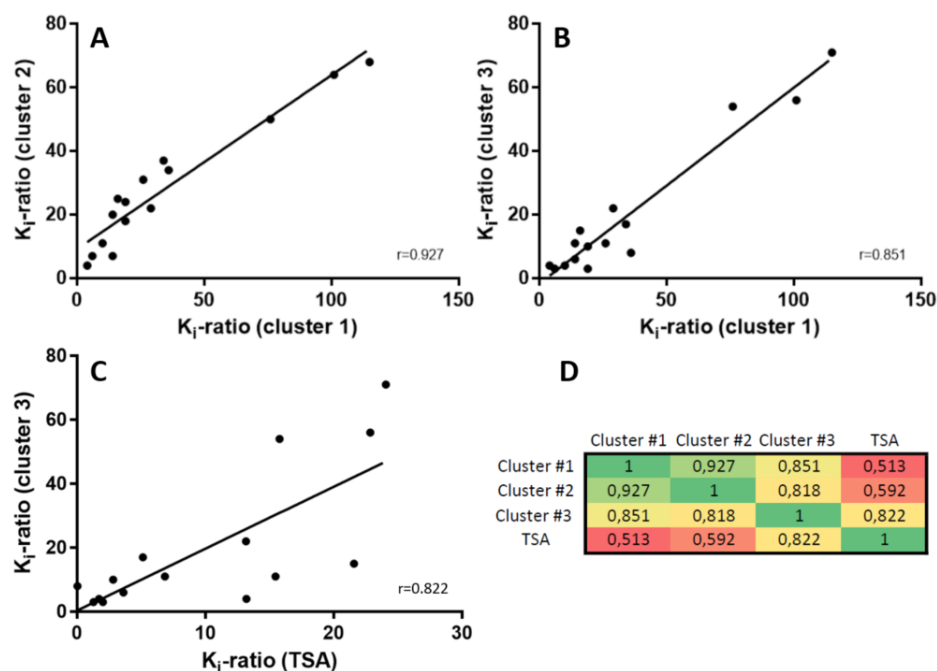 A
80
60
40
20
0
Ki-ratio (cluster 2)
0 50 100 150
Ki-ratio (cluster 1)
r=0.927
B
80
60
40
20
0
Ki-ratio (cluster 3)
0 50 100 150
Ki-ratio (cluster 1)
r=0.851
C
80
60
40
20
0
Ki-ratio (cluster 3)
0 10 20 30
Ki-ratio (TSA)
r=0.822
D
Cluster #1 Cluster #2 Cluster #3 TSA
Cluster #1 1 0,927 0,851 0,513
Cluster #2 0,927 1 0,818 0,592
Cluster #3 0,851 0,818 1 0,822
TSA 0,513 0,592 0,822 1